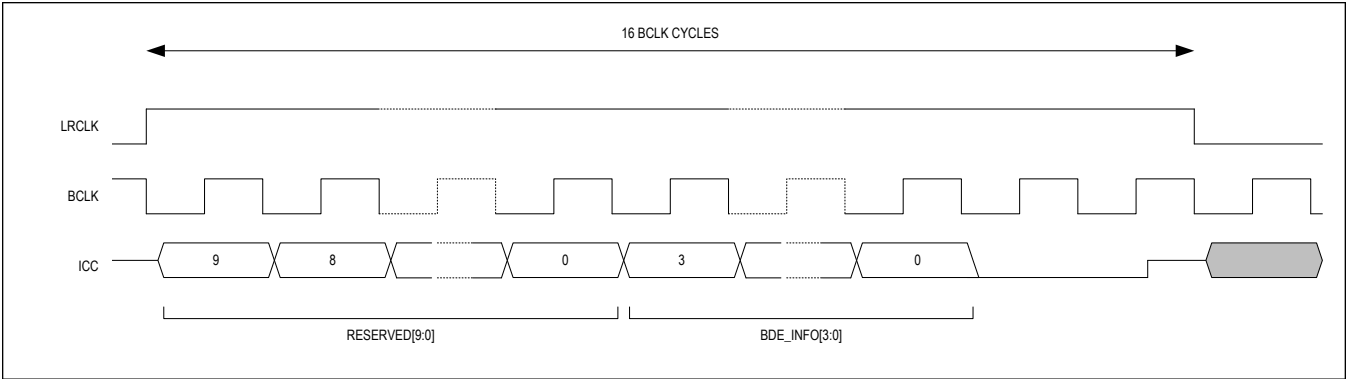 16 BCLK CYCLES
LRCLK
BCLK
ICC
9
8
0
3
0
RESERVED[9:0]
BDE_INFO[3:0]